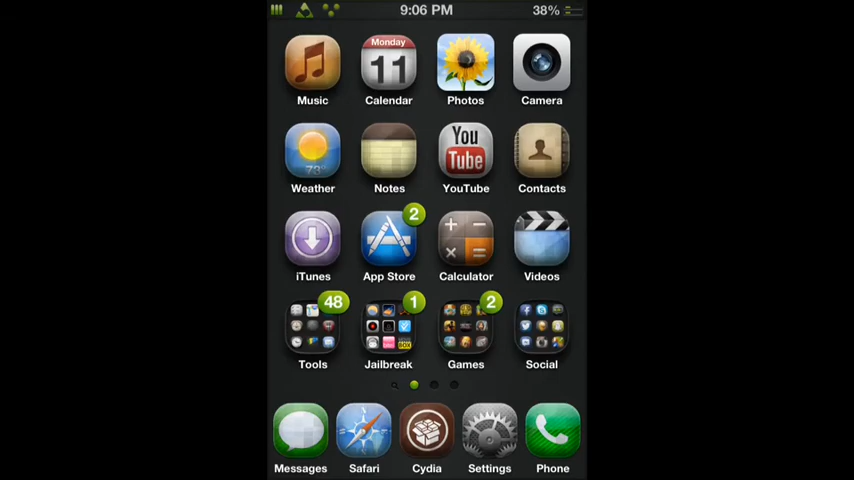 9:06 PM 38%
Monday
11
Music Calendar Photos Camera
You
Tube
73°
Weather Notes YouTube Contacts
2
iTunes App Store Calculator Videos
48 1 2
Tools Jailbreak Games Social
Messages Safari Cydia Settings Phone